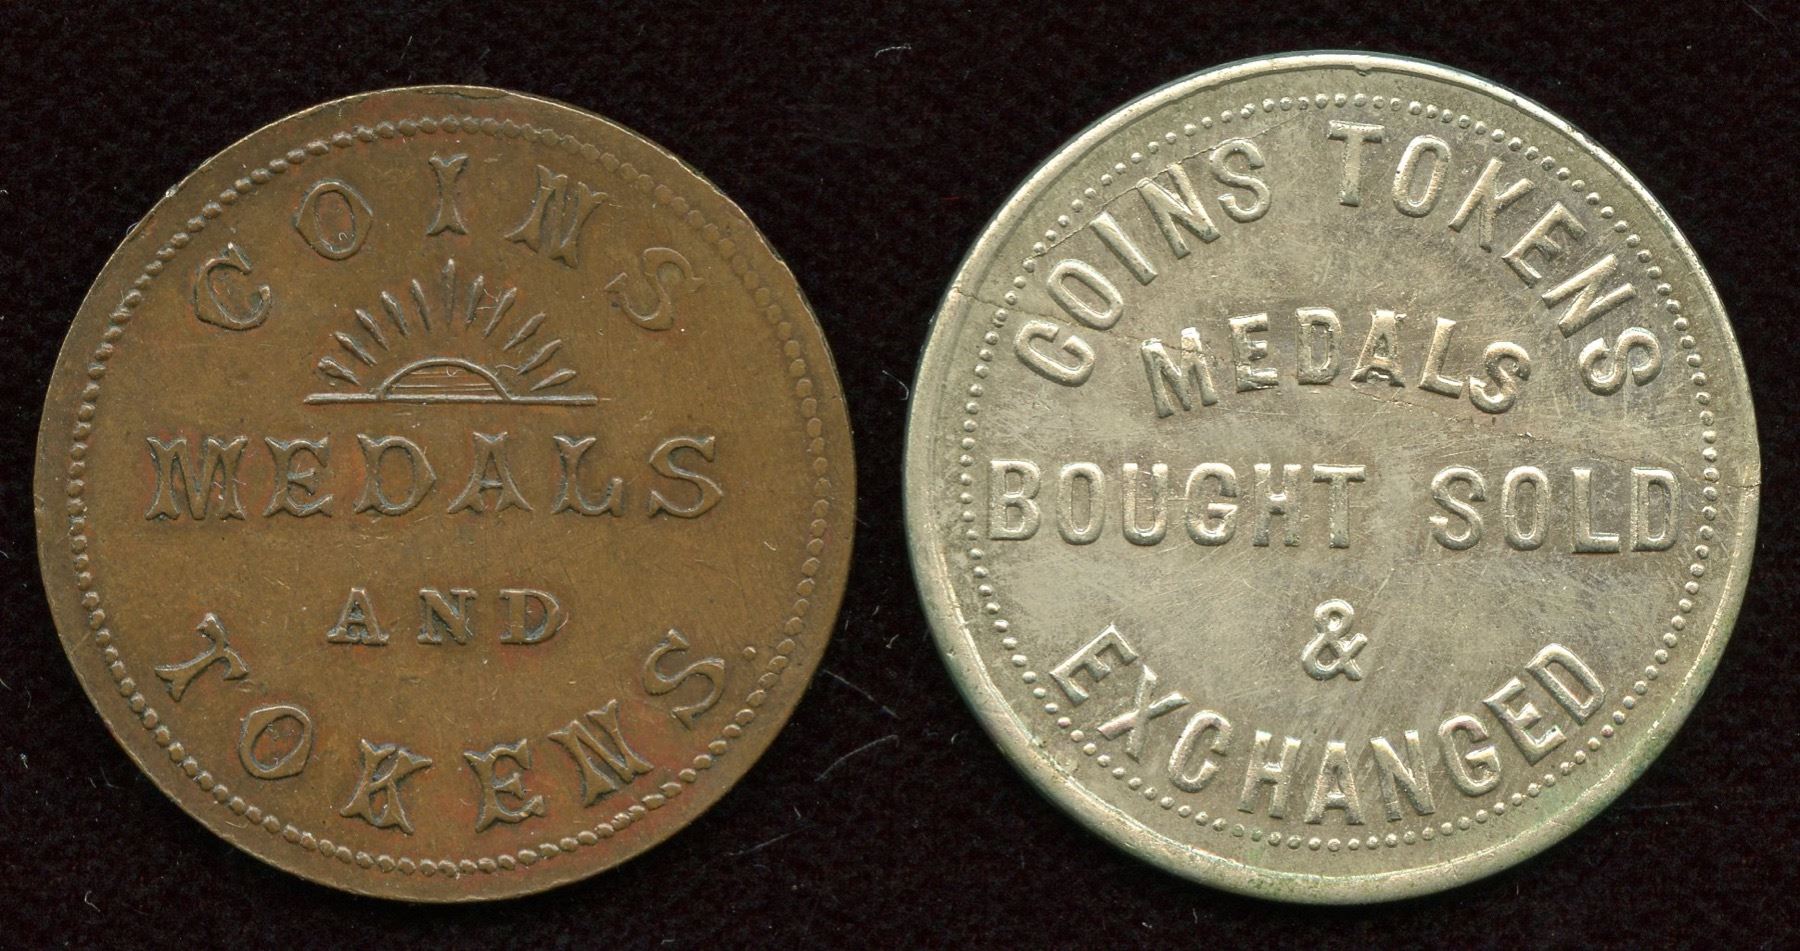 COINS
MEDALS
AND
TOKENS
COINS TOKENS
MEDALS
BOUGHT SOLD
&
EXCHANGED